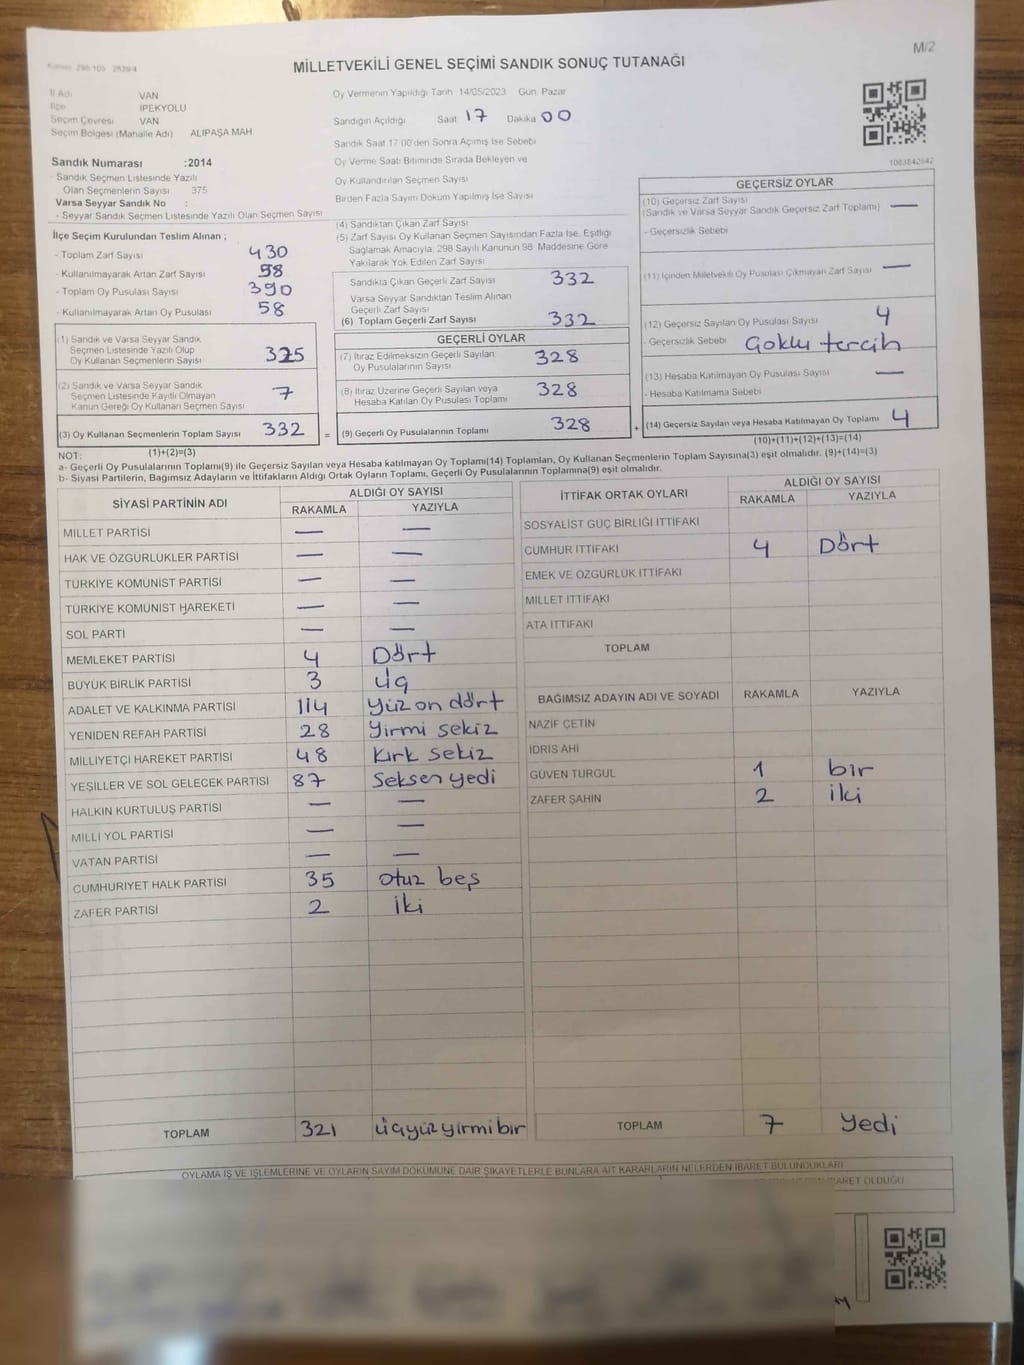 M/2
MİLLETVEKİLİ GENEL SEÇİMİ SANDIK SONUÇ TUTANAĞI
İl Adı VAN
İlçe İPEKYOLU
Seçim Çevresi VAN
Seçim Bölgesi (Mahalle Adı) ALİPAŞA MAH
Oy Vermenin Yapıldığı Tarih 14/05/2023 Gün: Pazar
Sandığın Açıldığı Saat 17 Dakika 00
Sandık Saat 17:00'den Sonra Açılmış İse Sebebi
Oy Verme Saati Bitiminde Sırada Bekleyen ve
Oy Kullandırılan Seçmen Sayısı
Birden Fazla Sayım Döküm Yapılmış İse Sayısı
1083842642
Sandık Numarası :2014
- Sandık Seçmen Listesinde Yazılı
Olan Seçmenlerin Sayısı 375
Varsa Seyyar Sandık No :
- Seyyar Sandık Seçmen Listesinde Yazılı Olan Seçmen Sayısı
İlçe Seçim Kurulundan Teslim Alınan ;
- Toplam Zarf Sayısı 430
- Kullanılmayarak Artan Zarf Sayısı 98
- Toplam Oy Pusulası Sayısı 390
- Kullanılmayarak Artan Oy Pusulası 58
(1) Sandık ve Varsa Seyyar Sandık
Seçmen Listesinde Yazılı Olup
Oy Kullanan Seçmenlerin Sayısı 325
(2) Sandık ve Varsa Seyyar Sandık
Seçmen Listesinde Kayıtlı Olmayan
Kanun Gereği Oy Kullanan Seçmen Sayısı 7
(3) Oy Kullanan Seçmenlerin Toplam Sayısı 332 =
(1)+(2)=(3)
(4) Sandıktan Çıkan Zarf Sayısı
(5) Zarf Sayısı Oy Kullanan Seçmen Sayısından Fazla İse, Eşitliği
Sağlamak Amacıyla, 298 Sayılı Kanunun 98. Maddesine Göre
Yakılarak Yok Edilen Zarf Sayısı
Sandıkta Çıkan Geçerli Zarf Sayısı 332
Varsa Seyyar Sandıktan Teslim Alınan
Geçerli Zarf Sayısı
(6) Toplam Geçerli Zarf Sayısı 332
GEÇERLİ OYLAR
(7) İtiraz Edilmeksizin Geçerli Sayılan
Oy Pusulalarının Sayısı 328
(8) İtiraz Üzerine Geçerli Sayılan veya
Hesaba Katılan Oy Pusulası Toplamı 328
(9) Geçerli Oy Pusulalarının Toplamı 328 +
GEÇERSİZ OYLAR
(10) Geçersiz Zarf Sayısı
(Sandık ve Varsa Seyyar Sandık Geçersiz Zarf Toplamı) —
- Geçersizlik Sebebi
(11) İçinden Milletvekili Oy Pusulası Çıkmayan Zarf Sayısı —
(12) Geçersiz Sayılan Oy Pusulası Sayısı 4
- Geçersizlik Sebebi Çoklu tercih
(13) Hesaba Katılmayan Oy Pusulası Sayısı —
- Hesaba Katılmama Sebebi
(14) Geçersiz Sayılan veya Hesaba Katılmayan Oy Toplamı 4
(10)+(11)+(12)+(13)=(14)
NOT:
a- Geçerli Oy Pusulalarının Toplamı(9) ile Geçersiz Sayılan veya Hesaba katılmayan Oy Toplamı(14) Toplamları, Oy Kullanan Seçmenlerin Toplam Sayısına(3) eşit olmalıdır. (9)+(14)=(3)
b- Siyasi Partilerin, Bağımsız Adayların ve İttifakların Aldığı Ortak Oyların Toplamı, Geçerli Oy Pusulalarının Toplamına(9) eşit olmalıdır.
SİYASİ PARTİNİN ADI ALDIĞI OY SAYISI
RAKAMLA YAZIYLA
MİLLET PARTİSİ — —
HAK VE ÖZGÜRLÜKLER PARTİSİ — —
TÜRKİYE KOMÜNİST PARTİSİ — —
TÜRKİYE KOMÜNİST HAREKETİ — —
SOL PARTİ — —
MEMLEKET PARTİSİ 4 Dört
BÜYÜK BİRLİK PARTİSİ 3 üç
ADALET VE KALKINMA PARTİSİ 114 yüz on dört
YENİDEN REFAH PARTİSİ 28 yirmi sekiz
MİLLİYETÇİ HAREKET PARTİSİ 48 Kırk sekiz
YEŞİLLER VE SOL GELECEK PARTİSİ 87 Seksen yedi
HALKIN KURTULUŞ PARTİSİ — —
MİLLİ YOL PARTİSİ — —
VATAN PARTİSİ — —
CUMHURİYET HALK PARTİSİ 35 otuz beş
ZAFER PARTİSİ 2 iki
TOPLAM 321 üçyüz yirmi bir
İTTİFAK ORTAK OYLARI ALDIĞI OY SAYISI
RAKAMLA YAZIYLA
SOSYALİST GÜÇ BİRLİĞİ İTTİFAKI
CUMHUR İTTİFAKI 4 Dört
EMEK VE ÖZGÜRLÜK İTTİFAKI
MİLLET İTTİFAKI
ATA İTTİFAKI
TOPLAM
BAĞIMSIZ ADAYIN ADI VE SOYADI RAKAMLA YAZIYLA
NAZİF ÇETİN
İDRİS AHİ
GÜVEN TURGUL 1 bir
ZAFER ŞAHİN 2 iki
TOPLAM 7 yedi
OYLAMA İŞ VE İŞLEMLERİNE VE OYLARIN SAYIM DÖKÜMÜNE DAİR ŞİKAYETLERLE BUNLARA AİT KARARLARIN NELERDEN İBARET BULUNDUKLARI
OLDUĞU